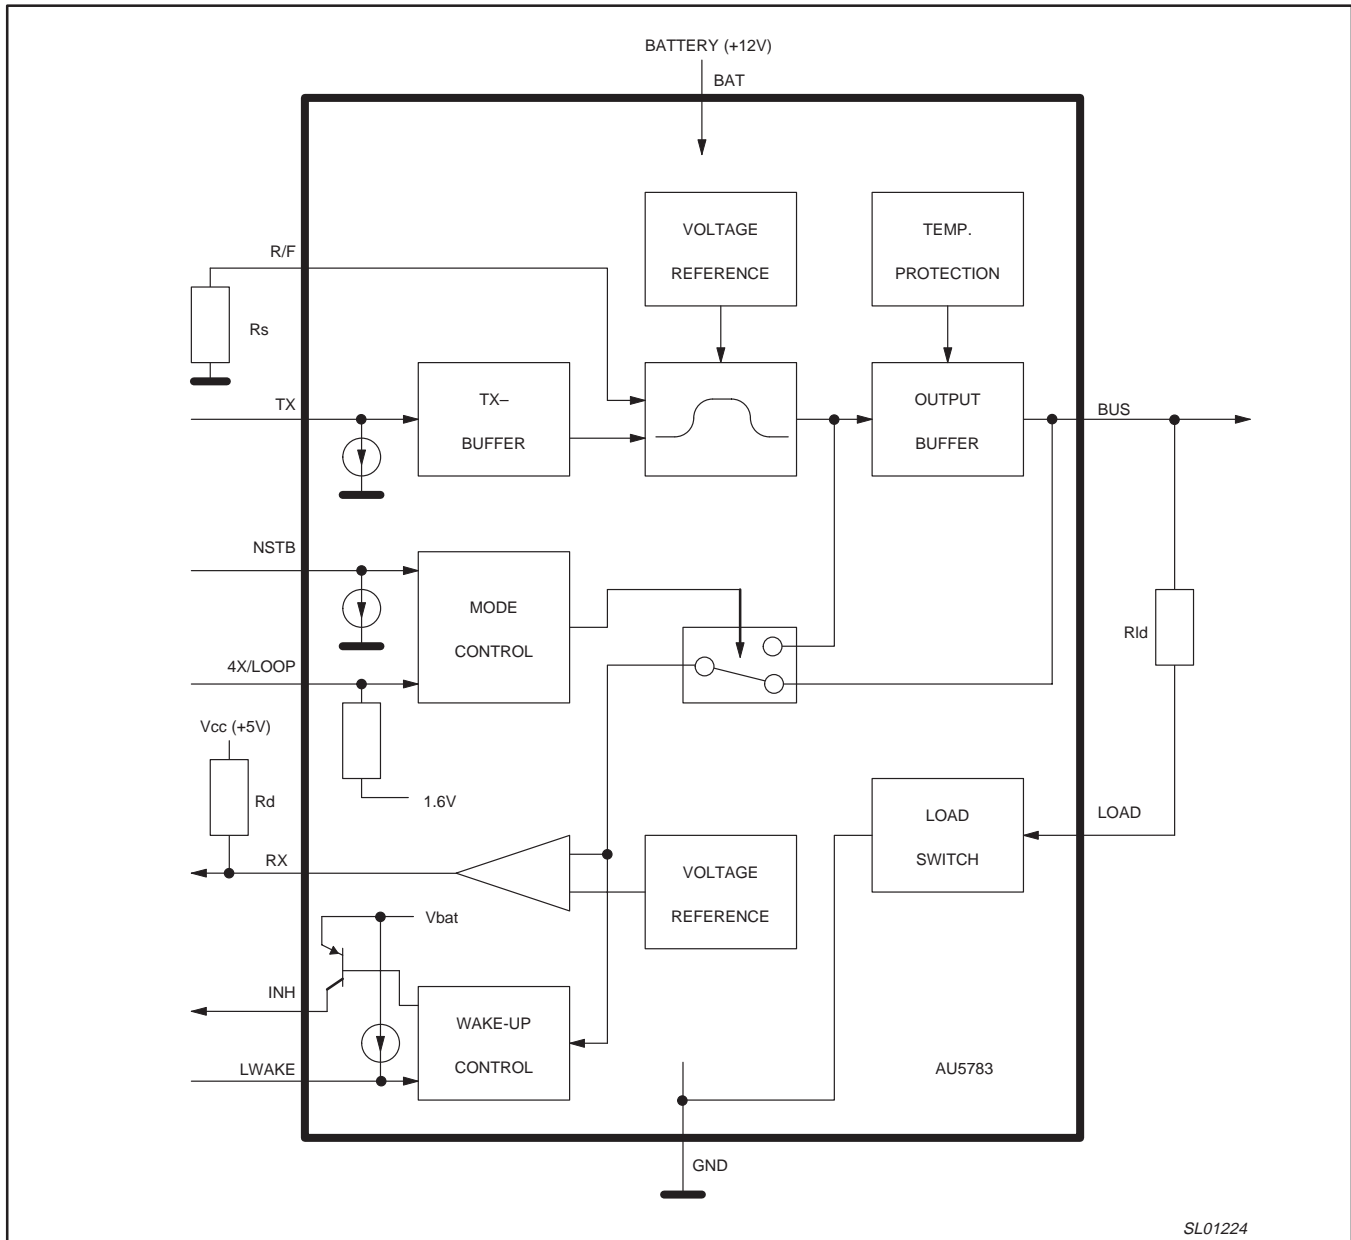 BATTERY (+12V)
BAT
VOLTAGE
REFERENCE
TEMP.
PROTECTION
R/F
Rs
TX
TX–
BUFFER
OUTPUT
BUFFER
BUS
NSTB
MODE
CONTROL
4X/LOOP
Rld
Vcc (+5V)
Rd
1.6V
LOAD
SWITCH
LOAD
RX
VOLTAGE
REFERENCE
Vbat
INH
WAKE-UP
CONTROL
LWAKE
AU5783
GND
SL01224